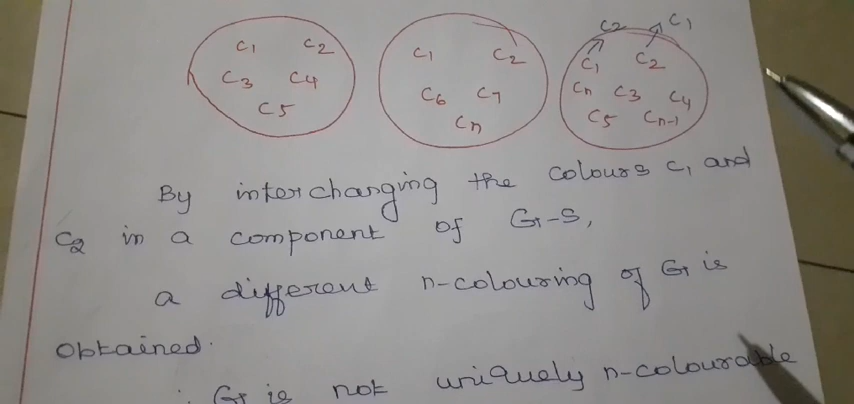 C2 C1
C1 C2 C1 C2 C1 C2
C3 C4 C6 C7 Cn C3 C4
C5 Cn C5 Cn-1
By interchanging the colours C1 and
C2 in a component of G-S,
a different n-colouring of G is
obtained.
∴ G is not uniquely n-colourable